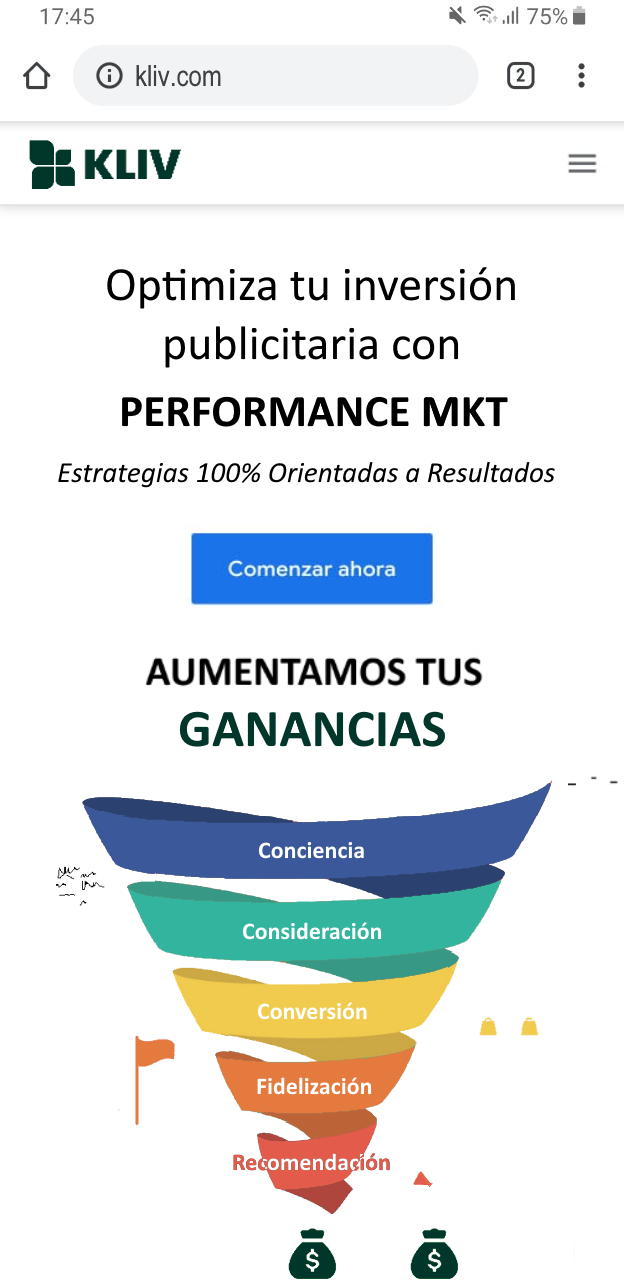 17:45
75%
kliv.com
2
KLIV
Optimiza tu inversión
publicitaria con
PERFORMANCE MKT
Estrategias 100% Orientadas a Resultados
Comenzar ahora
AUMENTAMOS TUS
GANANCIAS
Conciencia
Consideración
Conversión
Fidelización
Recomendación
$ $